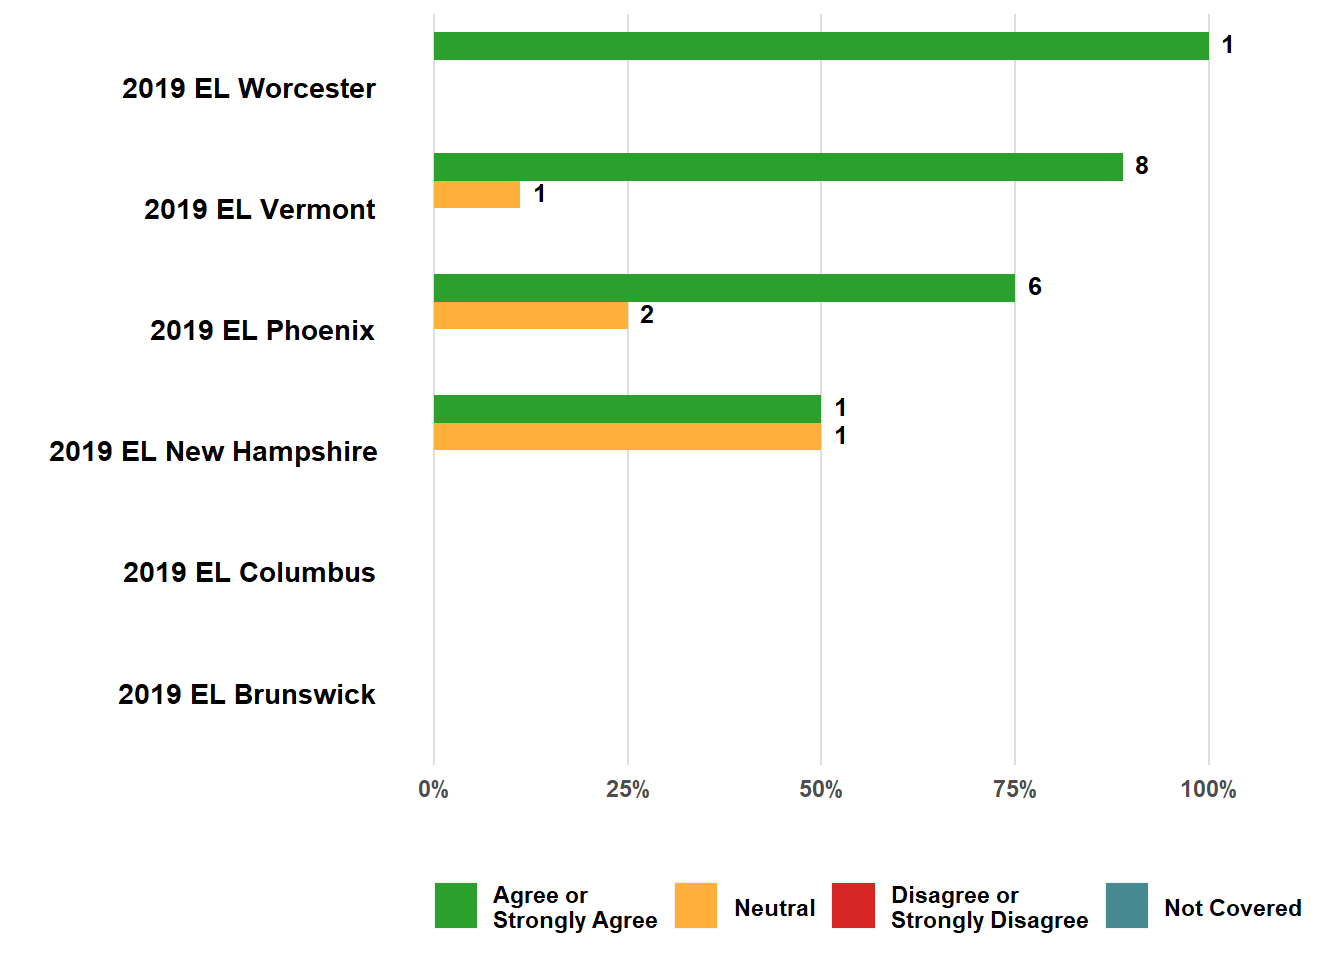 1
2019 EL Worcester
8
1
2019 EL Vermont
6
2
2019 EL Phoenix
1
1
2019 EL New Hampshire
2019 EL Columbus
2019 EL Brunswick
0% 25% 50% 75% 100%
Agree or
Strongly Agree
Neutral
Disagree or
Strongly Disagree
Not Covered